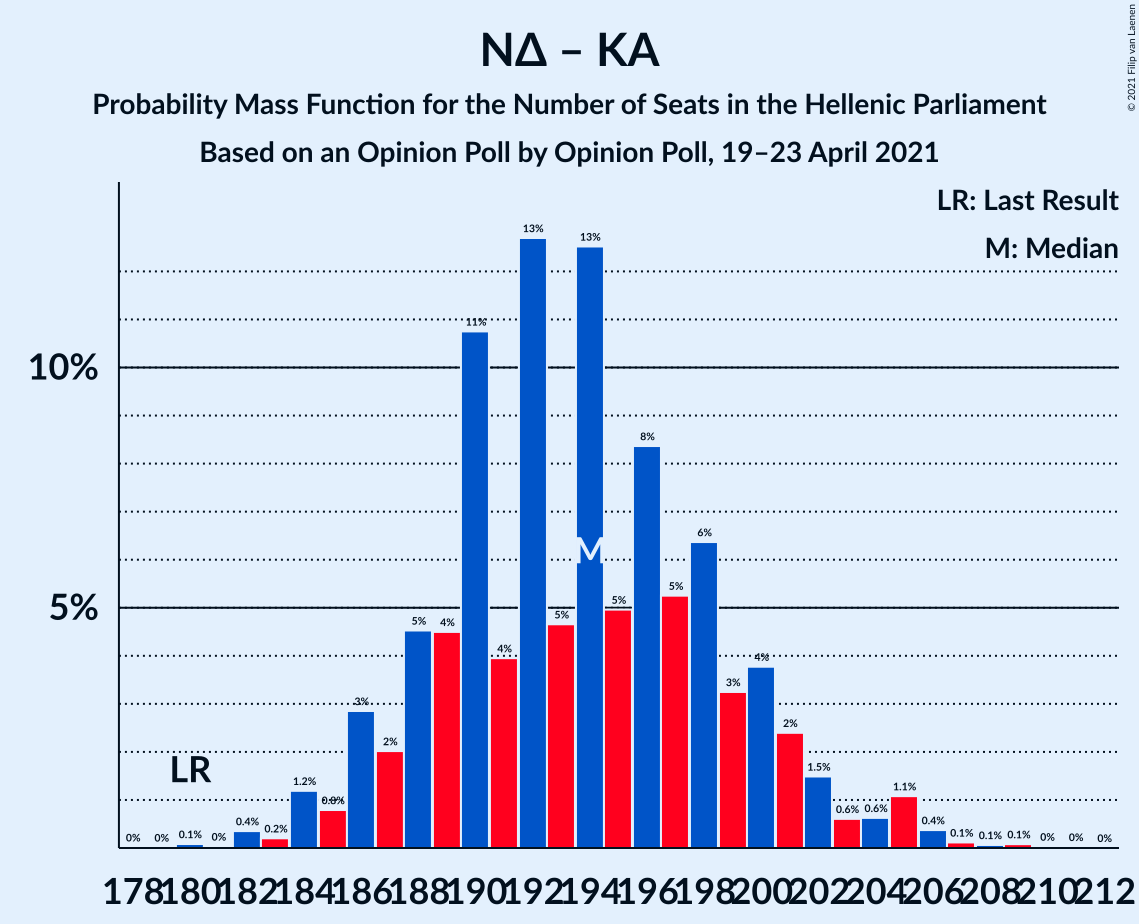 © 2021 Filip van Laenen
ΝΔ – ΚΑ
Probability Mass Function for the Number of Seats in the Hellenic Parliament
Based on an Opinion Poll by Opinion Poll, 19–23 April 2021
LR: Last Result
M: Median
10%
5%
LR
M
0% 0% 0.1% 0% 0.4% 0.2% 1.2% 0.8% 3% 2% 5% 4% 11% 4% 13% 5% 13% 5% 8% 5% 6% 3% 4% 2% 1.5% 0.6% 0.6% 1.1% 0.4% 0.1% 0.1% 0.1% 0% 0% 0%
178 180 182 184 186 188 190 192 194 196 198 200 202 204 206 208 210 212